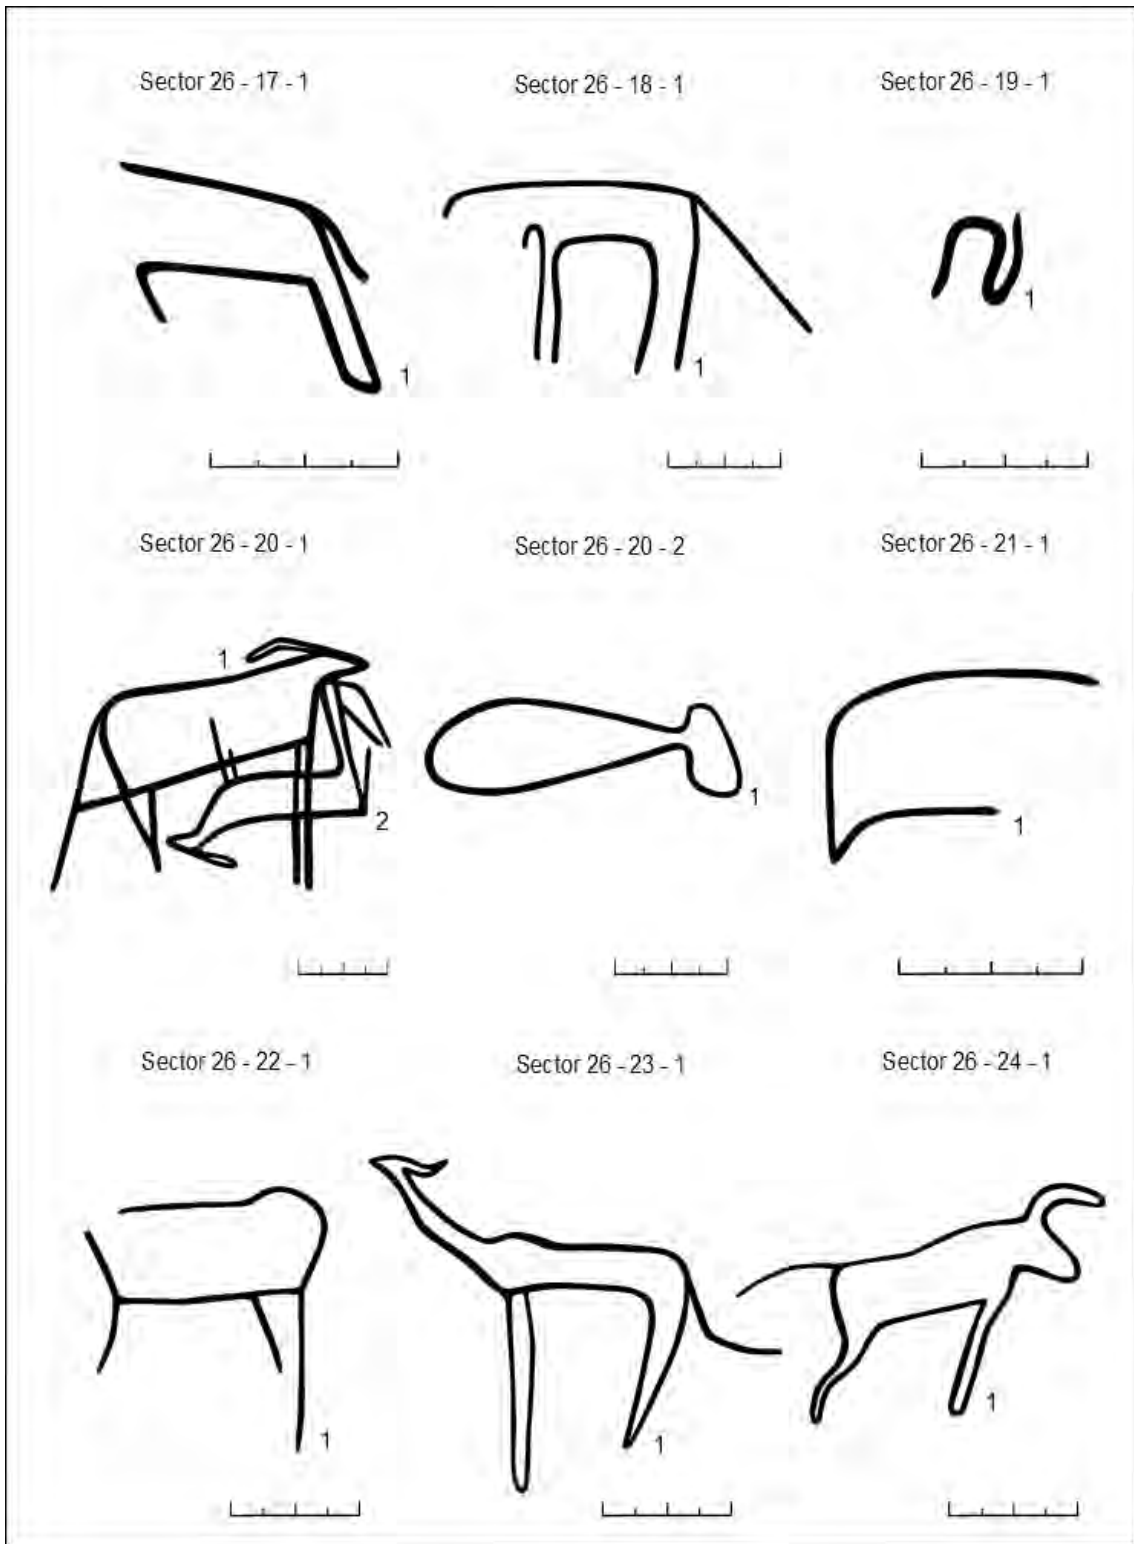 Sector 26 - 17 - 1
Sector 26 - 18 - 1
Sector 26 - 19 - 1
1
1
1
Sector 26 - 20 - 1
Sector 26 - 20 - 2
Sector 26 - 21 - 1
1
2
1
1
Sector 26 - 22 - 1
Sector 26 - 23 - 1
Sector 26 - 24 - 1
1
1
1